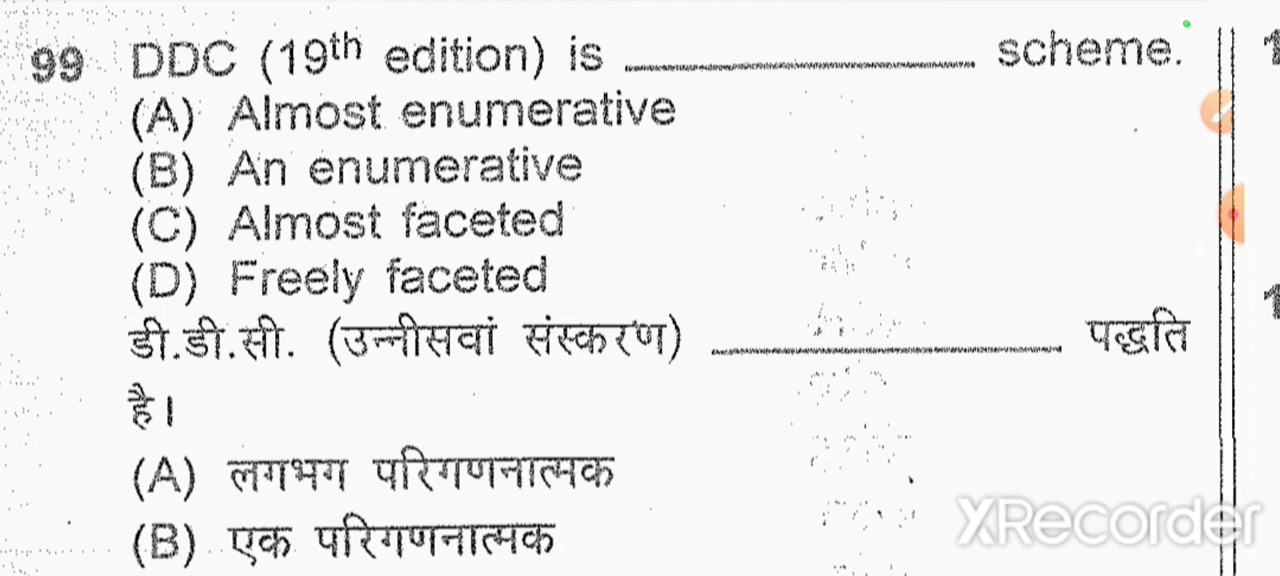 99 DDC (19th edition) is ______ scheme.
(A) Almost enumerative
(B) An enumerative
(C) Almost faceted
(D) Freely faceted
डी.डी.सी. (उन्नीसवां संस्करण) ______ पद्धति
है।
(A) लगभग परिगणनात्मक
(B) एक परिगणनात्मक
XRecorder